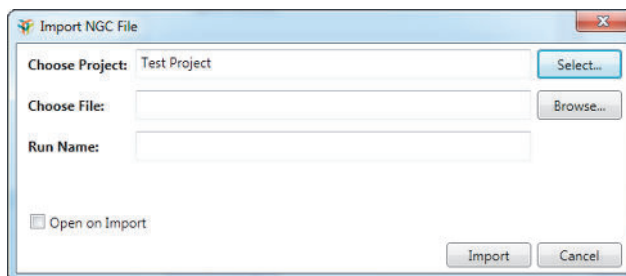 Import NGC File
Choose Project: Test Project Select...
Choose File: Browse...
Run Name:
Open on Import
Import Cancel